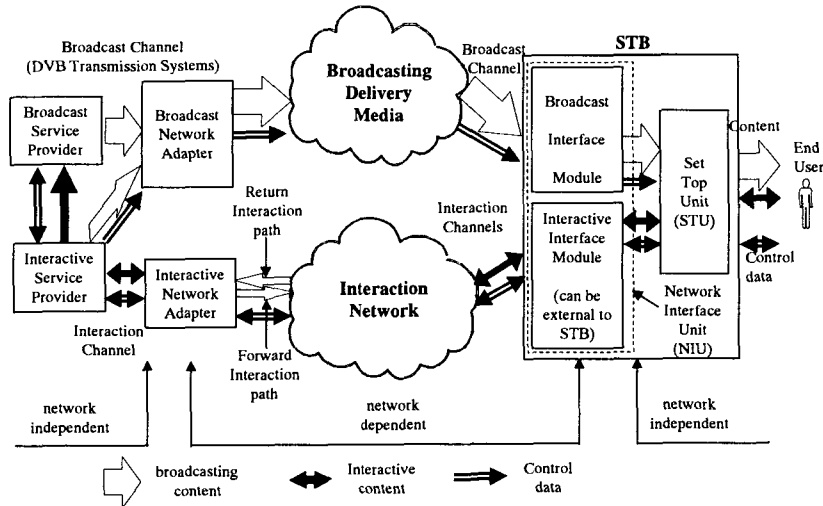 Broadcast Channel
(DVB Transmission Systems)
Broadcast
Service
Provider
Broadcast
Network
Adapter
Broadcasting
Delivery
Media
Broadcast
Channel
STB
Broadcast
Interface
Module
Set
Top
Unit
(STU)
Content
End
User
Control
data
Interactive
Service
Provider
Interaction
Channel
Interactive
Network
Adapter
Return
Interaction
path
Forward
Interaction
path
Interaction
Network
Interaction
Channels
Interactive
Interface
Module
(can be
external to
STB)
Network
Interface
Unit
(NIU)
network
independent
network
dependent
network
independent
broadcasting
content
Interactive
content
Control
data